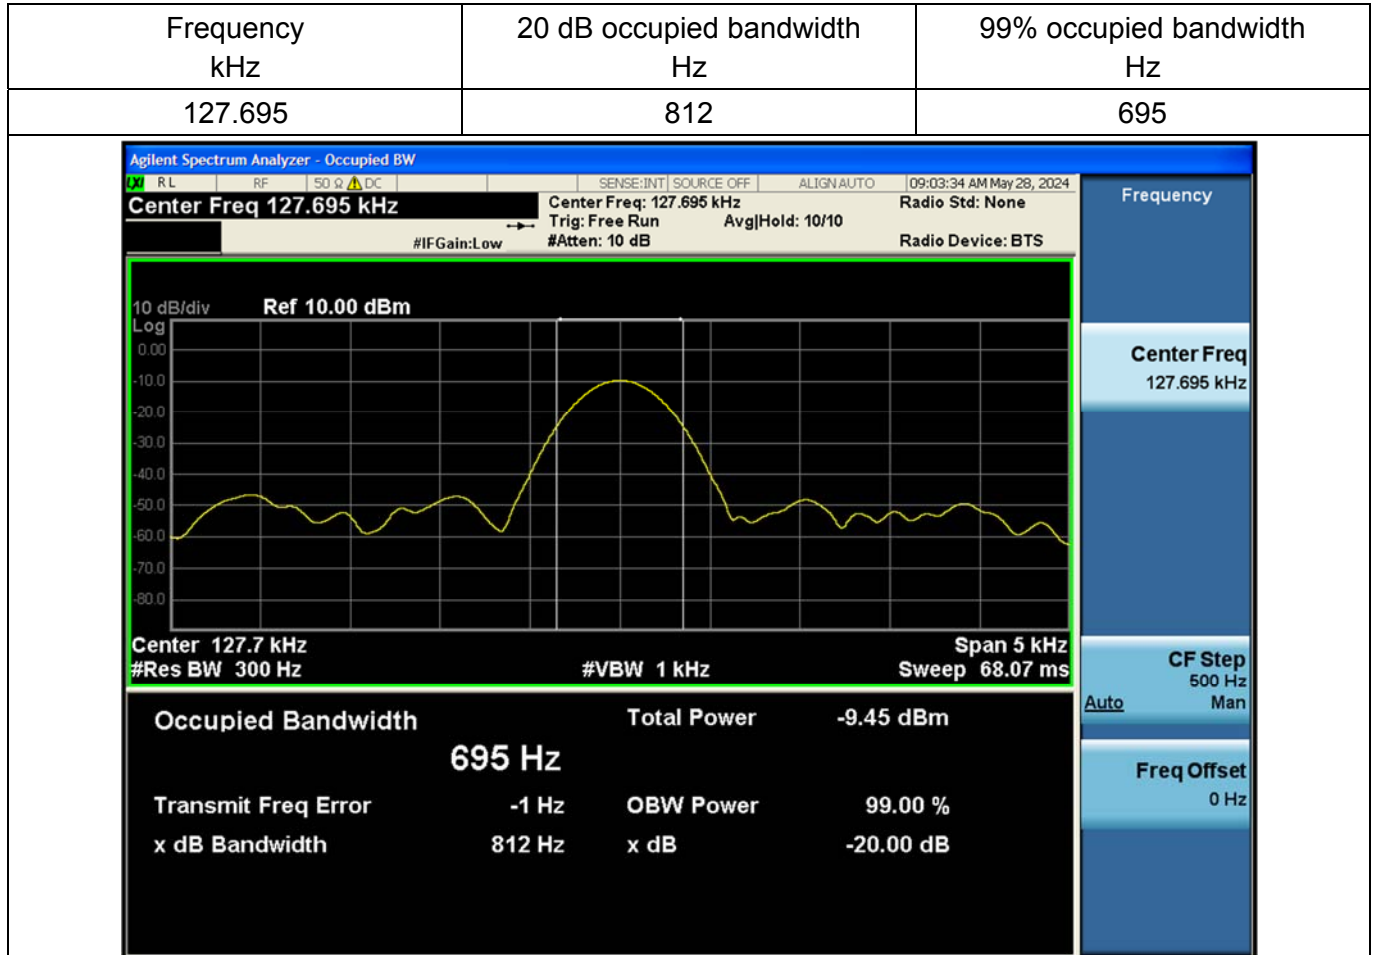 Frequency kHz 20 dB occupied bandwidth Hz 99% occupied bandwidth Hz
127.695 812 695
Agilent Spectrum Analyzer - Occupied BW
LXI RL RF 50 Ω DC SENSE:INT SOURCE OFF ALIGN AUTO 09:03:34 AM May 28, 2024
Center Freq 127.695 kHz Center Freq: 127.695 kHz Radio Std: None
Trig: Free Run Avg|Hold: 10/10
#IFGain:Low #Atten: 10 dB Radio Device: BTS
Frequency
10 dB/div Ref 10.00 dBm
Log
0.00
-10.0
-20.0
-30.0
-40.0
-50.0
-60.0
-70.0
-80.0
Center Freq
127.695 kHz
Center 127.7 kHz Span 5 kHz
#Res BW 300 Hz #VBW 1 kHz Sweep 68.07 ms
CF Step
500 Hz
Auto Man
Occupied Bandwidth Total Power -9.45 dBm
695 Hz
Transmit Freq Error -1 Hz OBW Power 99.00 %
x dB Bandwidth 812 Hz x dB -20.00 dB
Freq Offset
0 Hz